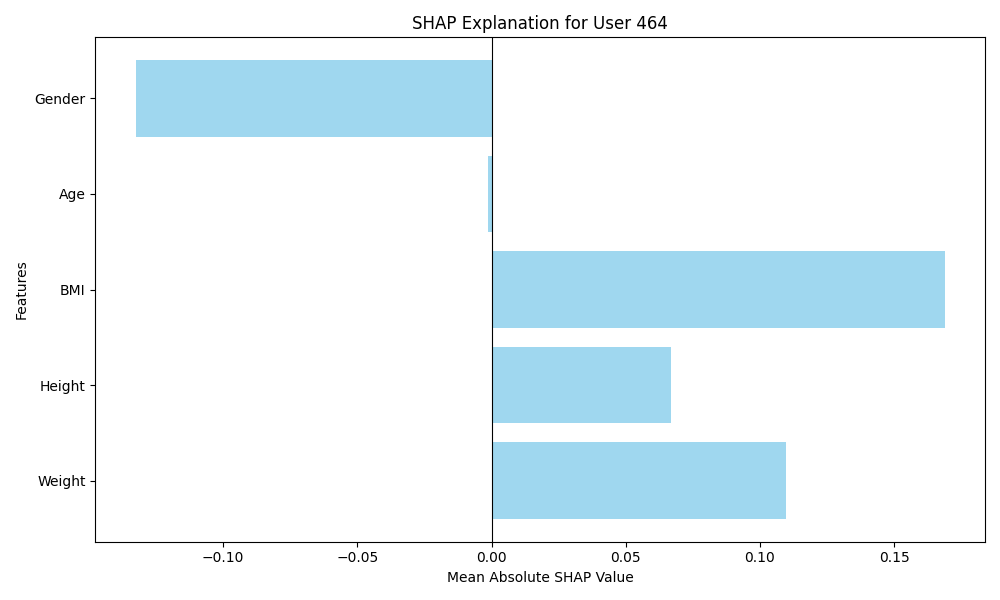 SHAP Explanation for User 464
Gender
Age
BMI
Height
Weight
Features
−0.10
−0.05
0.00
0.05
0.10
0.15
Mean Absolute SHAP Value